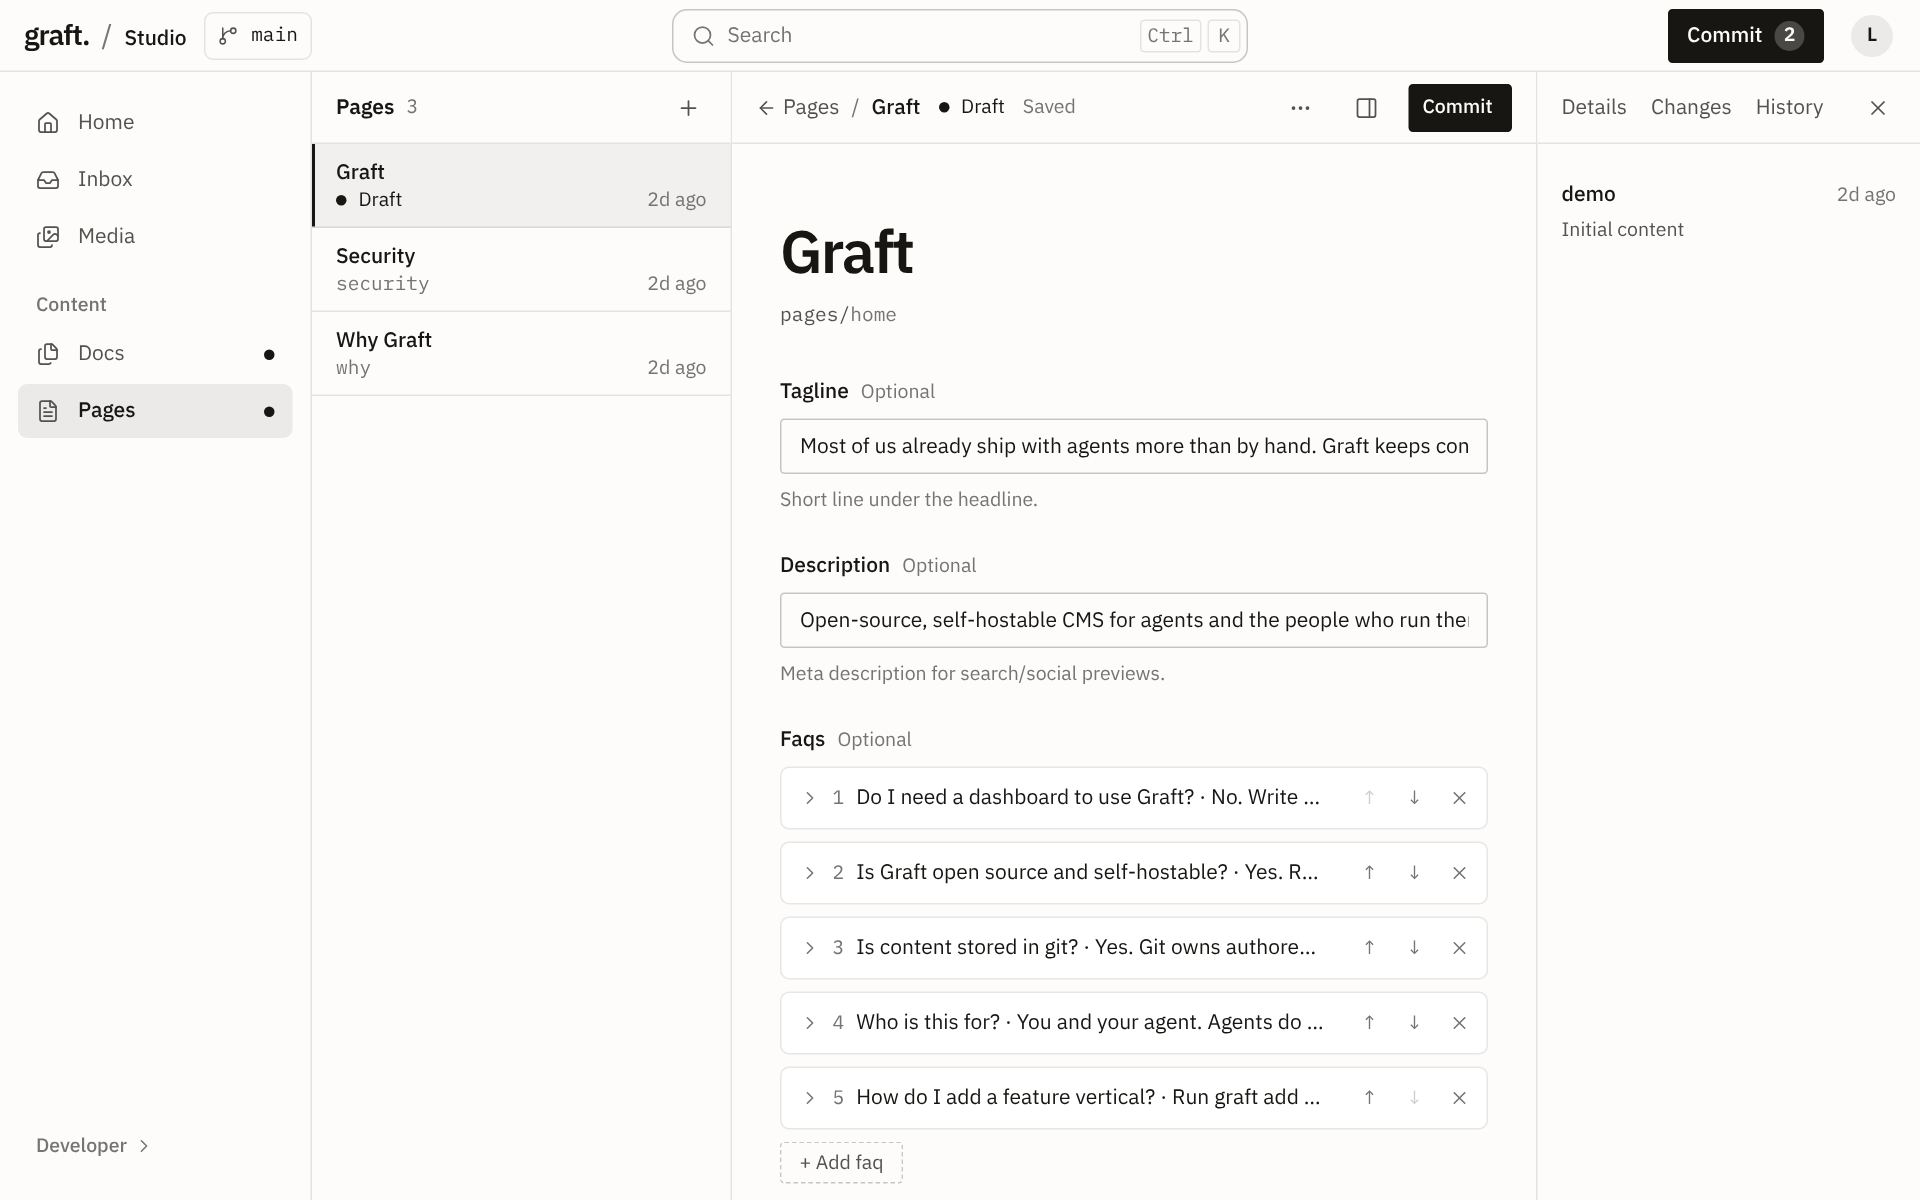 graft. / Studio
main
Search
Ctrl K
Commit 2
L
Home
Inbox
Media
Content
Docs
Pages
Developer
Pages 3
Graft
Draft 2d ago
Security
security 2d ago
Why Graft
why 2d ago
Pages / Graft Draft Saved
Commit
Graft
pages/home
Tagline Optional
Most of us already ship with agents more than by hand. Graft keeps con
Short line under the headline.
Description Optional
Open-source, self-hostable CMS for agents and the people who run the
Meta description for search/social previews.
Faqs Optional
1 Do I need a dashboard to use Graft? · No. Write ...
2 Is Graft open source and self-hostable? · Yes. R...
3 Is content stored in git? · Yes. Git owns authore...
4 Who is this for? · You and your agent. Agents do ...
5 How do I add a feature vertical? · Run graft add ...
+ Add faq
Details Changes History
demo 2d ago
Initial content